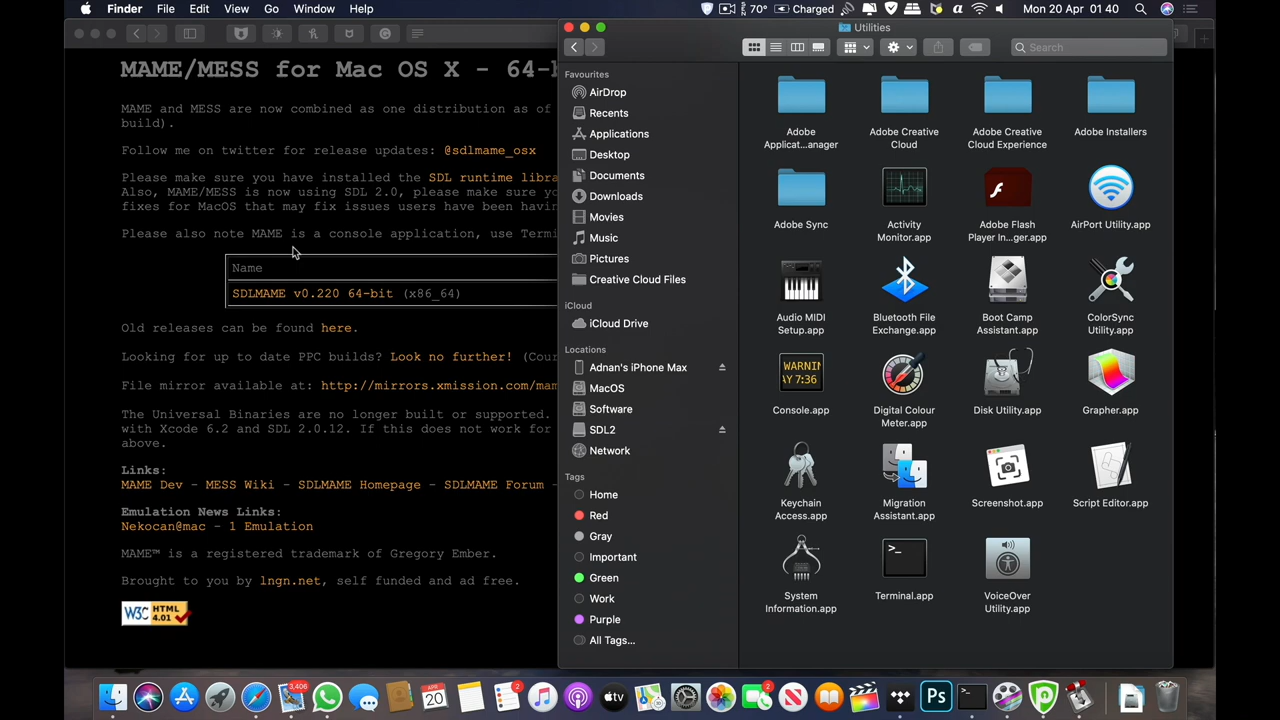 Finder File Edit View Go Window Help
70° Charged Mon 20 Apr 01:40
MAME/MESS for Mac OS X - 64-b
MAME and MESS are now combined as one distribution as of
build).
Follow me on twitter for release updates: @sdlmame_osx
Please make sure you have installed the SDL runtime libra
Also, MAME/MESS is now using SDL 2.0, please make sure yo
fixes for MacOS that may fix issues users have been havin
Please also note MAME is a console application, use Termi
Name
SDLMAME v0.220 64-bit (x86_64)
Old releases can be found here.
Looking for up to date PPC builds? Look no further! (Cour
File mirror available at: http://mirrors.xmission.com/mam
The Universal Binaries are no longer built or supported.
with Xcode 6.2 and SDL 2.0.12. If this does not work for
above.
Links:
MAME Dev - MESS Wiki - SDLMAME Homepage - SDLMAME Forum -
Emulation News Links:
Nekocan@mac - 1 Emulation
MAME™ is a registered trademark of Gregory Ember.
Brought to you by lngn.net, self funded and ad free.
W3C HTML 4.01
Utilities
Search
Favourites
AirDrop
Recents
Applications
Desktop
Documents
Downloads
Movies
Music
Pictures
Creative Cloud Files
iCloud
iCloud Drive
Locations
Adnan's iPhone Max
MacOS
Software
SDL2
Network
Tags
Home
Red
Gray
Important
Green
Work
Purple
All Tags...
Adobe Applicat...anager
Adobe Creative Cloud
Adobe Creative Cloud Experience
Adobe Installers
Adobe Sync
Activity Monitor.app
Adobe Flash Player In...ger.app
AirPort Utility.app
Audio MIDI Setup.app
Bluetooth File Exchange.app
Boot Camp Assistant.app
ColorSync Utility.app
WARNIN
AY 7:36
Console.app
Digital Colour Meter.app
Disk Utility.app
Grapher.app
Keychain Access.app
Migration Assistant.app
Screenshot.app
Script Editor.app
System Information.app
Terminal.app
VoiceOver Utility.app
3,406
APR
20
2
tv
2
Ps